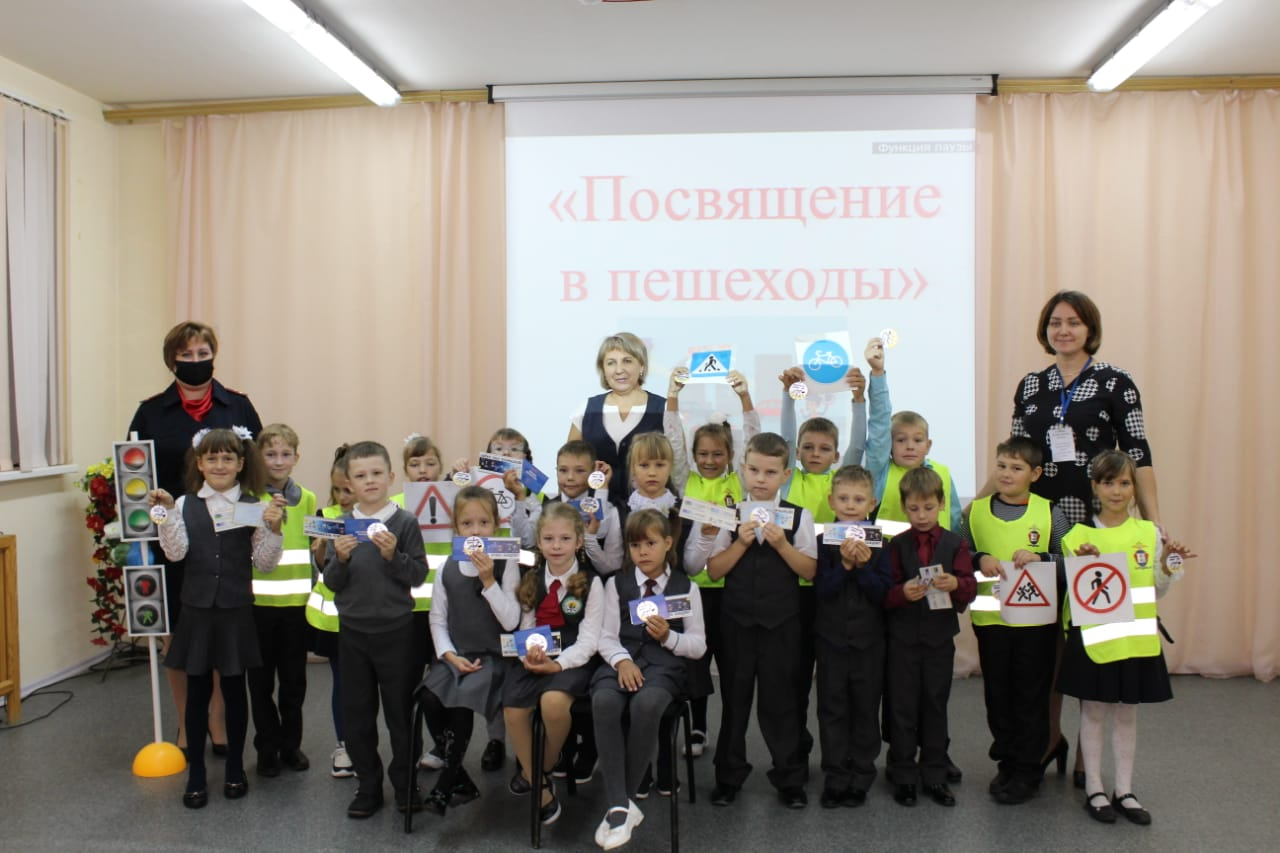 Функция паузы
«Посвящение
в пешеходы»